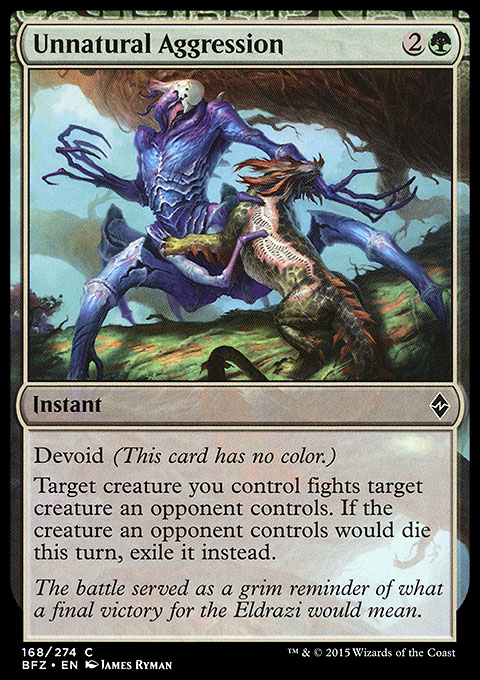 Unnatural Aggression 2
Instant
Devoid (This card has no color.)
Target creature you control fights target
creature an opponent controls. If the
creature an opponent controls would die
this turn, exile it instead.
The battle served as a grim reminder of what
a final victory for the Eldrazi would mean.
168/274 C
BFZ • EN James Ryman
™ & © 2015 Wizards of the Coast